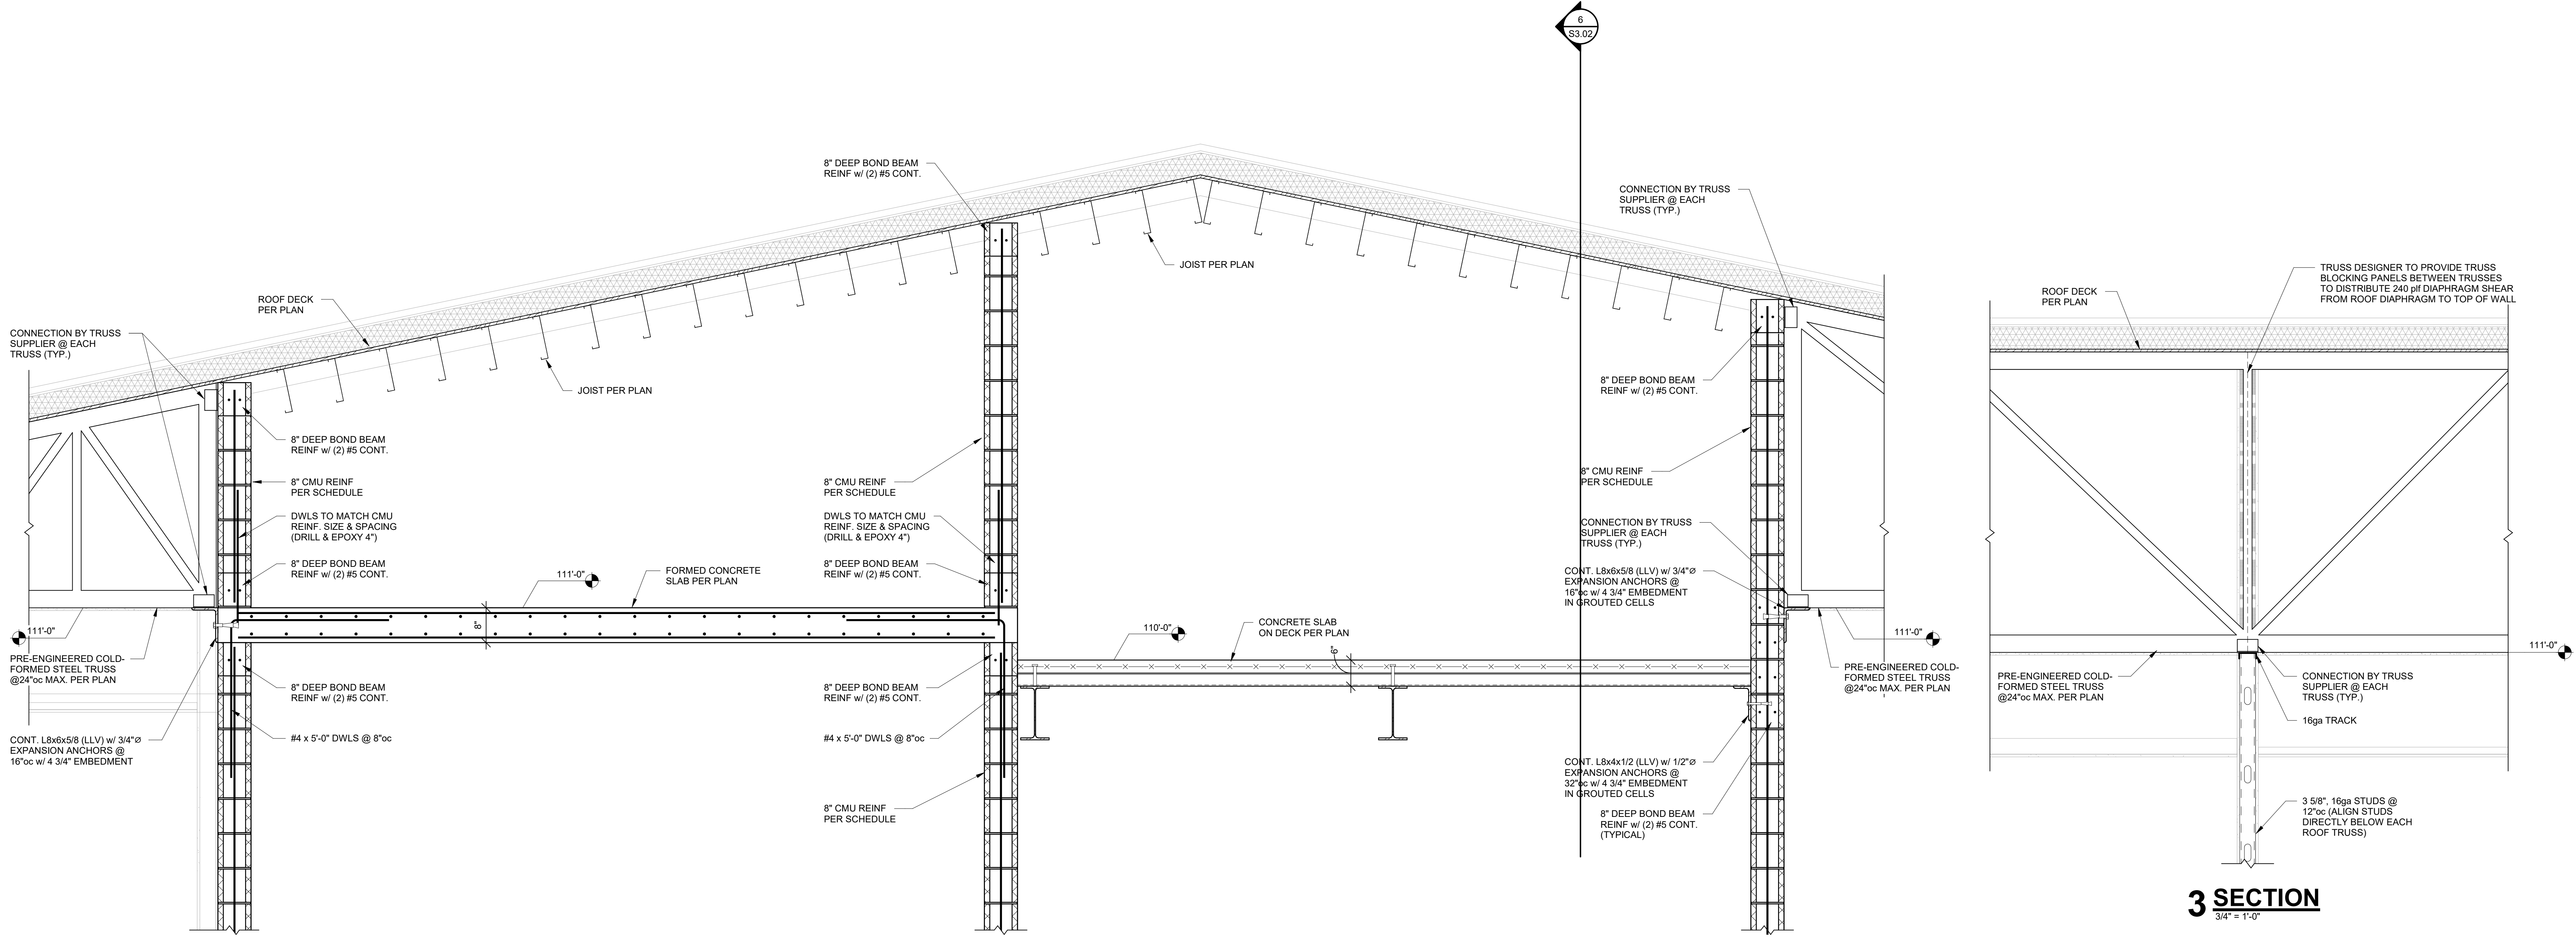 6
S3.02
8" DEEP BOND BEAM
REINF w/ (2) #5 CONT.
CONNECTION BY TRUSS
SUPPLIER @ EACH
TRUSS (TYP.)
JOIST PER PLAN
ROOF DECK
PER PLAN
CONNECTION BY TRUSS
SUPPLIER @ EACH
TRUSS (TYP.)
JOIST PER PLAN
8" DEEP BOND BEAM
REINF w/ (2) #5 CONT.
8" CMU REINF
PER SCHEDULE
DWLS TO MATCH CMU
REINF. SIZE & SPACING
(DRILL & EPOXY 4")
8" DEEP BOND BEAM
REINF w/ (2) #5 CONT.
111'-0"
PRE-ENGINEERED COLD-
FORMED STEEL TRUSS
@24"oc MAX. PER PLAN
CONT. L8x6x5/8 (LLV) w/ 3/4"Ø
EXPANSION ANCHORS @
16"oc w/ 4 3/4" EMBEDMENT
8" DEEP BOND BEAM
REINF w/ (2) #5 CONT.
#4 x 5'-0" DWLS @ 8"oc
111'-0"
FORMED CONCRETE
SLAB PER PLAN
8"
8" CMU REINF
PER SCHEDULE
DWLS TO MATCH CMU
REINF. SIZE & SPACING
(DRILL & EPOXY 4")
8" DEEP BOND BEAM
REINF w/ (2) #5 CONT.
8" DEEP BOND BEAM
REINF w/ (2) #5 CONT.
#4 x 5'-0" DWLS @ 8"oc
8" CMU REINF
PER SCHEDULE
110'-0"
CONCRETE SLAB
ON DECK PER PLAN
6"
8" DEEP BOND BEAM
REINF w/ (2) #5 CONT.
8" CMU REINF
PER SCHEDULE
CONNECTION BY TRUSS
SUPPLIER @ EACH
TRUSS (TYP.)
CONT. L8x6x5/8 (LLV) w/ 3/4"Ø
EXPANSION ANCHORS @
16"oc w/ 4 3/4" EMBEDMENT
IN GROUTED CELLS
CONT. L8x4x1/2 (LLV) w/ 1/2"Ø
EXPANSION ANCHORS @
32"oc w/ 4 3/4" EMBEDMENT
IN GROUTED CELLS
8" DEEP BOND BEAM
REINF w/ (2) #5 CONT.
(TYPICAL)
111'-0"
PRE-ENGINEERED COLD-
FORMED STEEL TRUSS
@24"oc MAX. PER PLAN
ROOF DECK
PER PLAN
TRUSS DESIGNER TO PROVIDE TRUSS
BLOCKING PANELS BETWEEN TRUSSES
TO DISTRIBUTE 240 plf DIAPHRAGM SHEAR
FROM ROOF DIAPHRAGM TO TOP OF WALL
111'-0"
PRE-ENGINEERED COLD-
FORMED STEEL TRUSS
@24"oc MAX. PER PLAN
CONNECTION BY TRUSS
SUPPLIER @ EACH
TRUSS (TYP.)
16ga TRACK
3 5/8", 16ga STUDS @
12"oc (ALIGN STUDS
DIRECTLY BELOW EACH
ROOF TRUSS)
3 SECTION
3/4" = 1'-0"